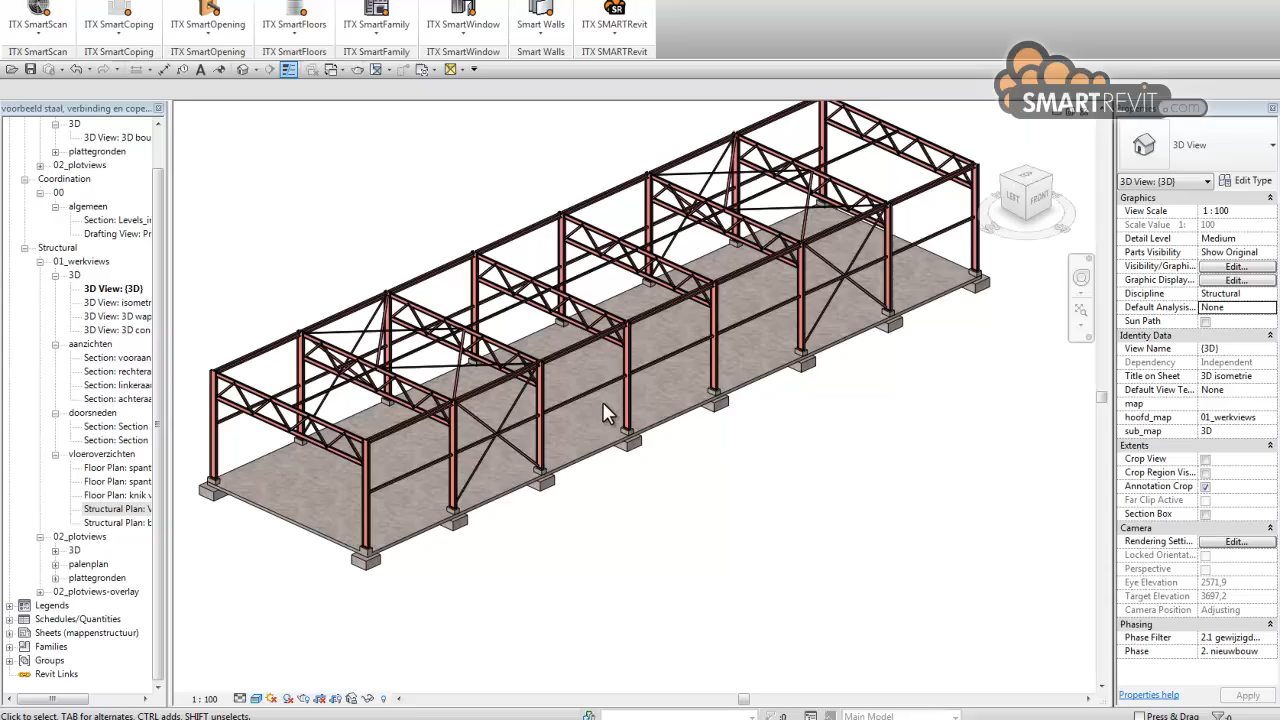 ITX SmartScan
ITX SmartCoping
ITX SmartOpening
ITX SmartFloors
ITX SmartFamily
ITX SmartWindow
Smart Walls
ITX SMARTRevit
ITX SmartScan
ITX SmartCoping
ITX SmartOpening
ITX SmartFloors
ITX SmartFamily
ITX SmartWindow
Smart Walls
ITX SMARTRevit
SMARTREVIT.com
voorbeeld staal, verbinding en cope...
3D
3D View: 3D bou
plattegronden
02_plotviews
Coordination
00
algemeen
Section: Levels_ir
Drafting View: Pr
Structural
01_werkviews
3D
3D View: {3D}
3D View: isometr
3D View: 3D wap
3D View: 3D con
aanzichten
Section: vooraan
Section: rechtera
Section: linkeraa
Section: achteraa
doorsneden
Section: Section
Section: Section
vloeroverzichten
Floor Plan: spant
Floor Plan: spant
Floor Plan: knik v
Structural Plan: V
Structural Plan: b
02_plotviews
3D
palenplan
plattegronden
02_plotviews-overlay
Legends
Schedules/Quantities
Sheets (mappenstructuur)
Families
Groups
Revit Links
TOP
LEFT
FRONT
3D View
3D View: {3D}
Edit Type
Graphics
View Scale 1 : 100
Scale Value 1: 100
Detail Level Medium
Parts Visibility Show Original
Visibility/Graphi... Edit...
Graphic Display... Edit...
Discipline Structural
Default Analysis... None
Sun Path
Identity Data
View Name {3D}
Dependency Independent
Title on Sheet 3D isometrie
Default View Te... None
map
hoofd_map 01_werkviews
sub_map 3D
Extents
Crop View
Crop Region Vis...
Annotation Crop
Far Clip Active
Section Box
Camera
Rendering Setti... Edit...
Locked Orientat...
Perspective
Eye Elevation 2571,9
Target Elevation 3697,2
Camera Position Adjusting
Phasing
Phase Filter 2.1 gewijzigd...
Phase 2. nieuwbouw
Properties help
Apply
1 : 100
Click to select, TAB for alternates, CTRL adds, SHIFT unselects.
:0
Main Model
Press & Drag
:0